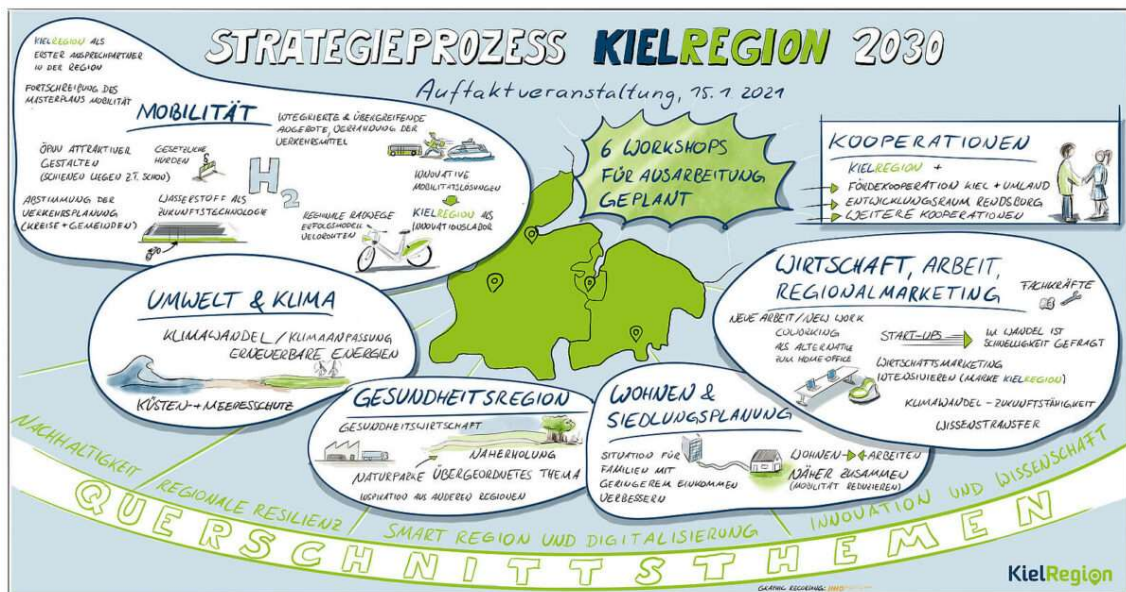 STRATEGIEPROZESS KIELREGION 2030
Auftaktveranstaltung, 15.1.2021
KIELREGION ALS
ERSTER ANSPRECHPARTNER
IN DER REGION
FORTSCHREIBUNG DES
MASTERPLANS MOBILITÄT
MOBILITÄT
ÖPNV ATTRAKTIVER
GESTALTEN
(SCHIENEN LIEGEN Z.T. SCHON)
GESETZLICHE
HÜRDEN
ABSTIMMUNG DER
VERKEHRSPLANUNG
(KREISE + GEMEINDEN)
WASSERSTOFF ALS
ZUKUNFTSTECHNOLOGIE
H2
INTEGRIERTE & ÜBERGREIFENDE
ANGEBOTE, VERZAHNUNG DER
VERKEHRSMITTEL
INNOVATIVE
MOBILITÄTSLÖSUNGEN
KIELREGION ALS
INNOVATIONSLABOR
REGIONALE RADWEGE
ERFOLGSMODELL
VELOROUTEN
6 WORKSHOPS
FÜR AUSARBEITUNG
GEPLANT
KOOPERATIONEN
KIELREGION +
FÖRDEKOOPERATION KIEL + UMLAND
ENTWICKLUNGSRAUM RENDSBURG
WEITERE KOOPERATIONEN
UMWELT & KLIMA
KLIMAWANDEL / KLIMAANPASSUNG
ERNEUERBARE ENERGIEN
KÜSTEN- + MEERESSCHUTZ
GESUNDHEITSREGION
GESUNDHEITSWIRTSCHAFT
NAHERHOLUNG
NATURPARKE ÜBERGEORDNETES THEMA
INSPIRATION AUS ANDEREN REGIONEN
WOHNEN &
SIEDLUNGSPLANUNG
SITUATION FÜR
FAMILIEN MIT
GERINGEREM EINKOMMEN
VERBESSERN
WOHNEN ARBEITEN
NÄHER ZUSAMMEN
(MOBILITÄT REDUZIEREN)
WIRTSCHAFT, ARBEIT,
REGIONALMARKETING
FACHKRÄFTE
NEUE ARBEIT/NEW WORK
COWORKING
ALS ALTERNATIVE
ZUM HOMEOFFICE
START-UPS
IM WANDEL IST
SCHNELLIGKEIT GEFRAGT
WIRTSCHAFTSMARKETING
INTENSIVIEREN (MARKE KIELREGION)
KLIMAWANDEL - ZUKUNFTSFÄHIGKEIT
WISSENSTRANSFER
NACHHALTIGKEIT
REGIONALE RESILIENZ
SMART REGION UND DIGITALISIERUNG
INNOVATION UND WISSENSCHAFT
QUERSCHNITTSTHEMEN
GRAPHIC RECORDING:
KielRegion